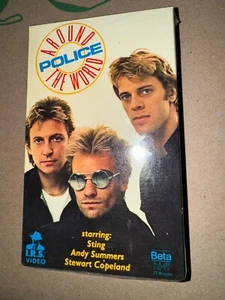 AROUND
POLICE
THE WORLD
starring:
Sting
Andy Summers
Stewart Copeland
I.R.S.
VIDEO
Beta